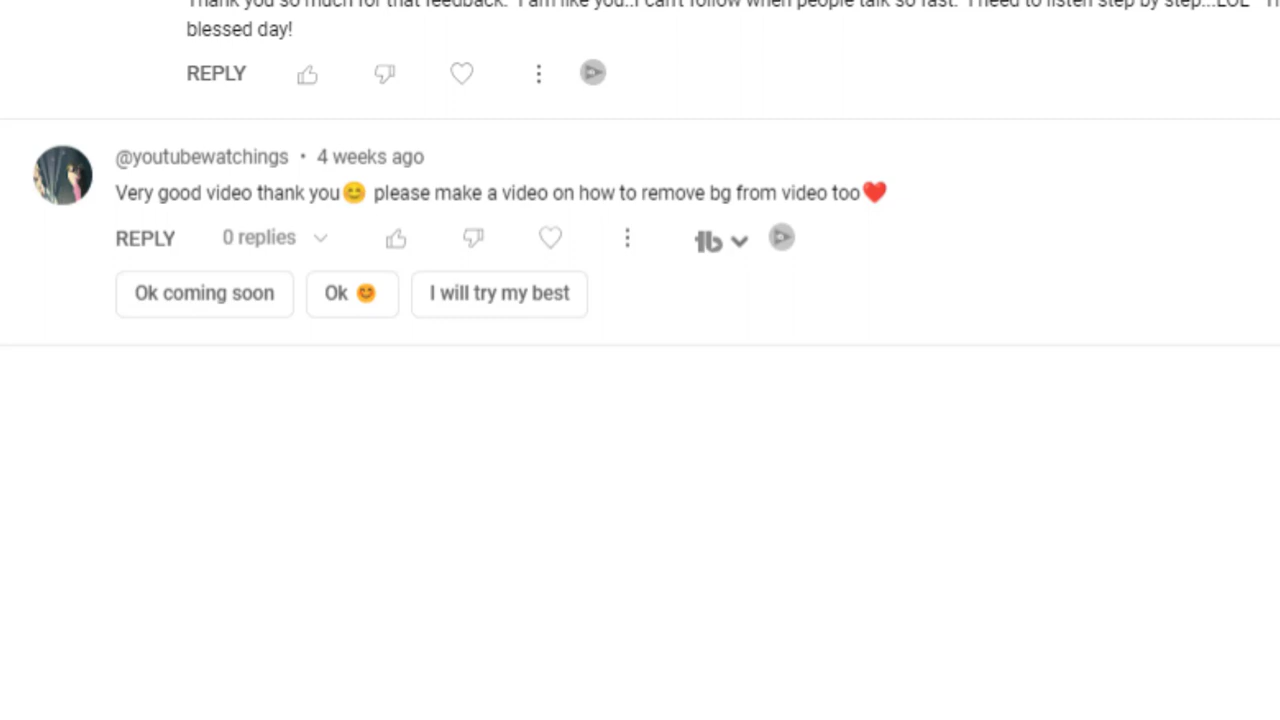 Thank you so much for that feedback. I am like you..I can't follow when people talk so fast. I need to listen step by step...LOL
blessed day!
REPLY
@youtubewatchings • 4 weeks ago
Very good video thank you😊 please make a video on how to remove bg from video too❤️
REPLY 0 replies
Ok coming soon Ok 😊 I will try my best